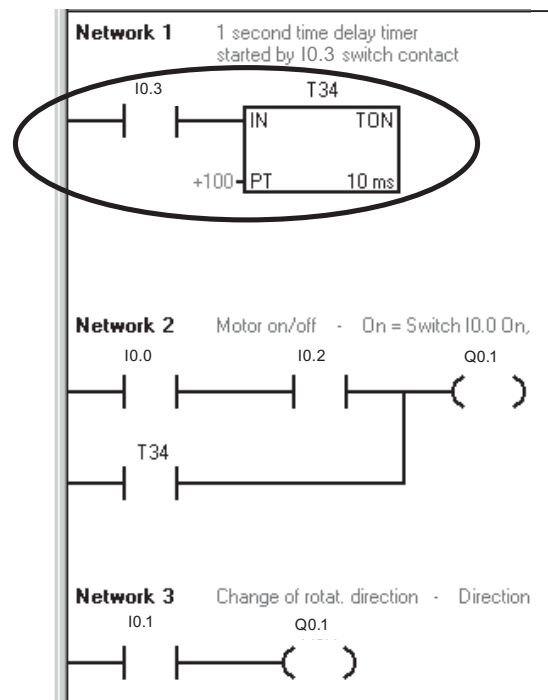 Network 1 1 second time delay timer
started by I0.3 switch contact
I0.3 T34
IN TON
+100 PT 10 ms
Network 2 Motor on/off - On = Switch I0.0 On,
I0.0 I0.2 Q0.1
T34
Network 3 Change of rotat. direction - Direction
I0.1 Q0.1